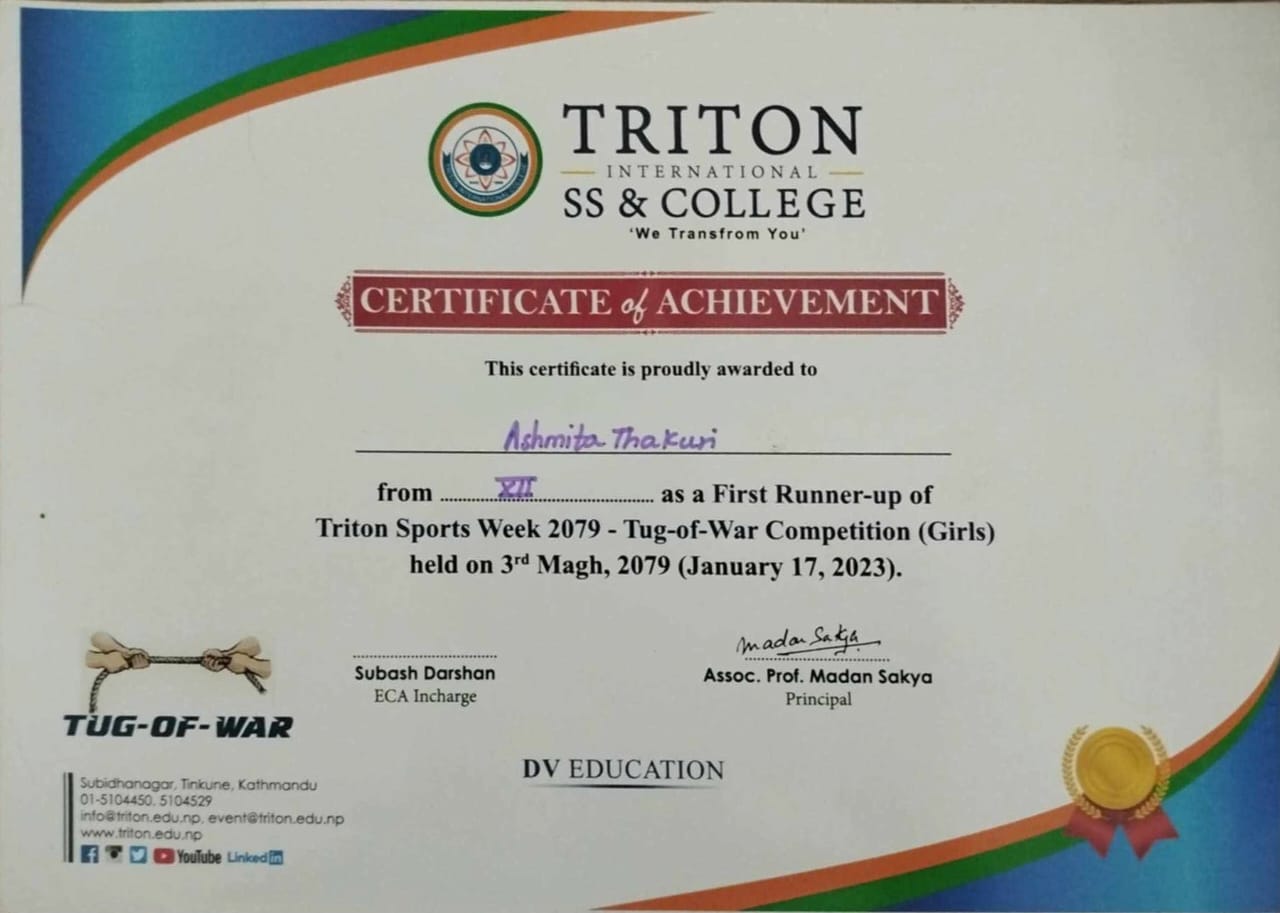 TRITON
INTERNATIONAL
SS & COLLEGE
'We Transfrom You'
CERTIFICATE of ACHIEVEMENT
This certificate is proudly awarded to
Ashmita Thakuri
from ........XII........ as a First Runner-up of
Triton Sports Week 2079 - Tug-of-War Competition (Girls)
held on 3rd Magh, 2079 (January 17, 2023).
Madan Sakya
Subash Darshan
ECA Incharge
Assoc. Prof. Madan Sakya
Principal
TUG-OF-WAR
DV EDUCATION
Subidhanagar, Tinkune, Kathmandu
01-5104450, 5104529
info@triton.edu.np, event@triton.edu.np
www.triton.edu.np
YouTube Linked in